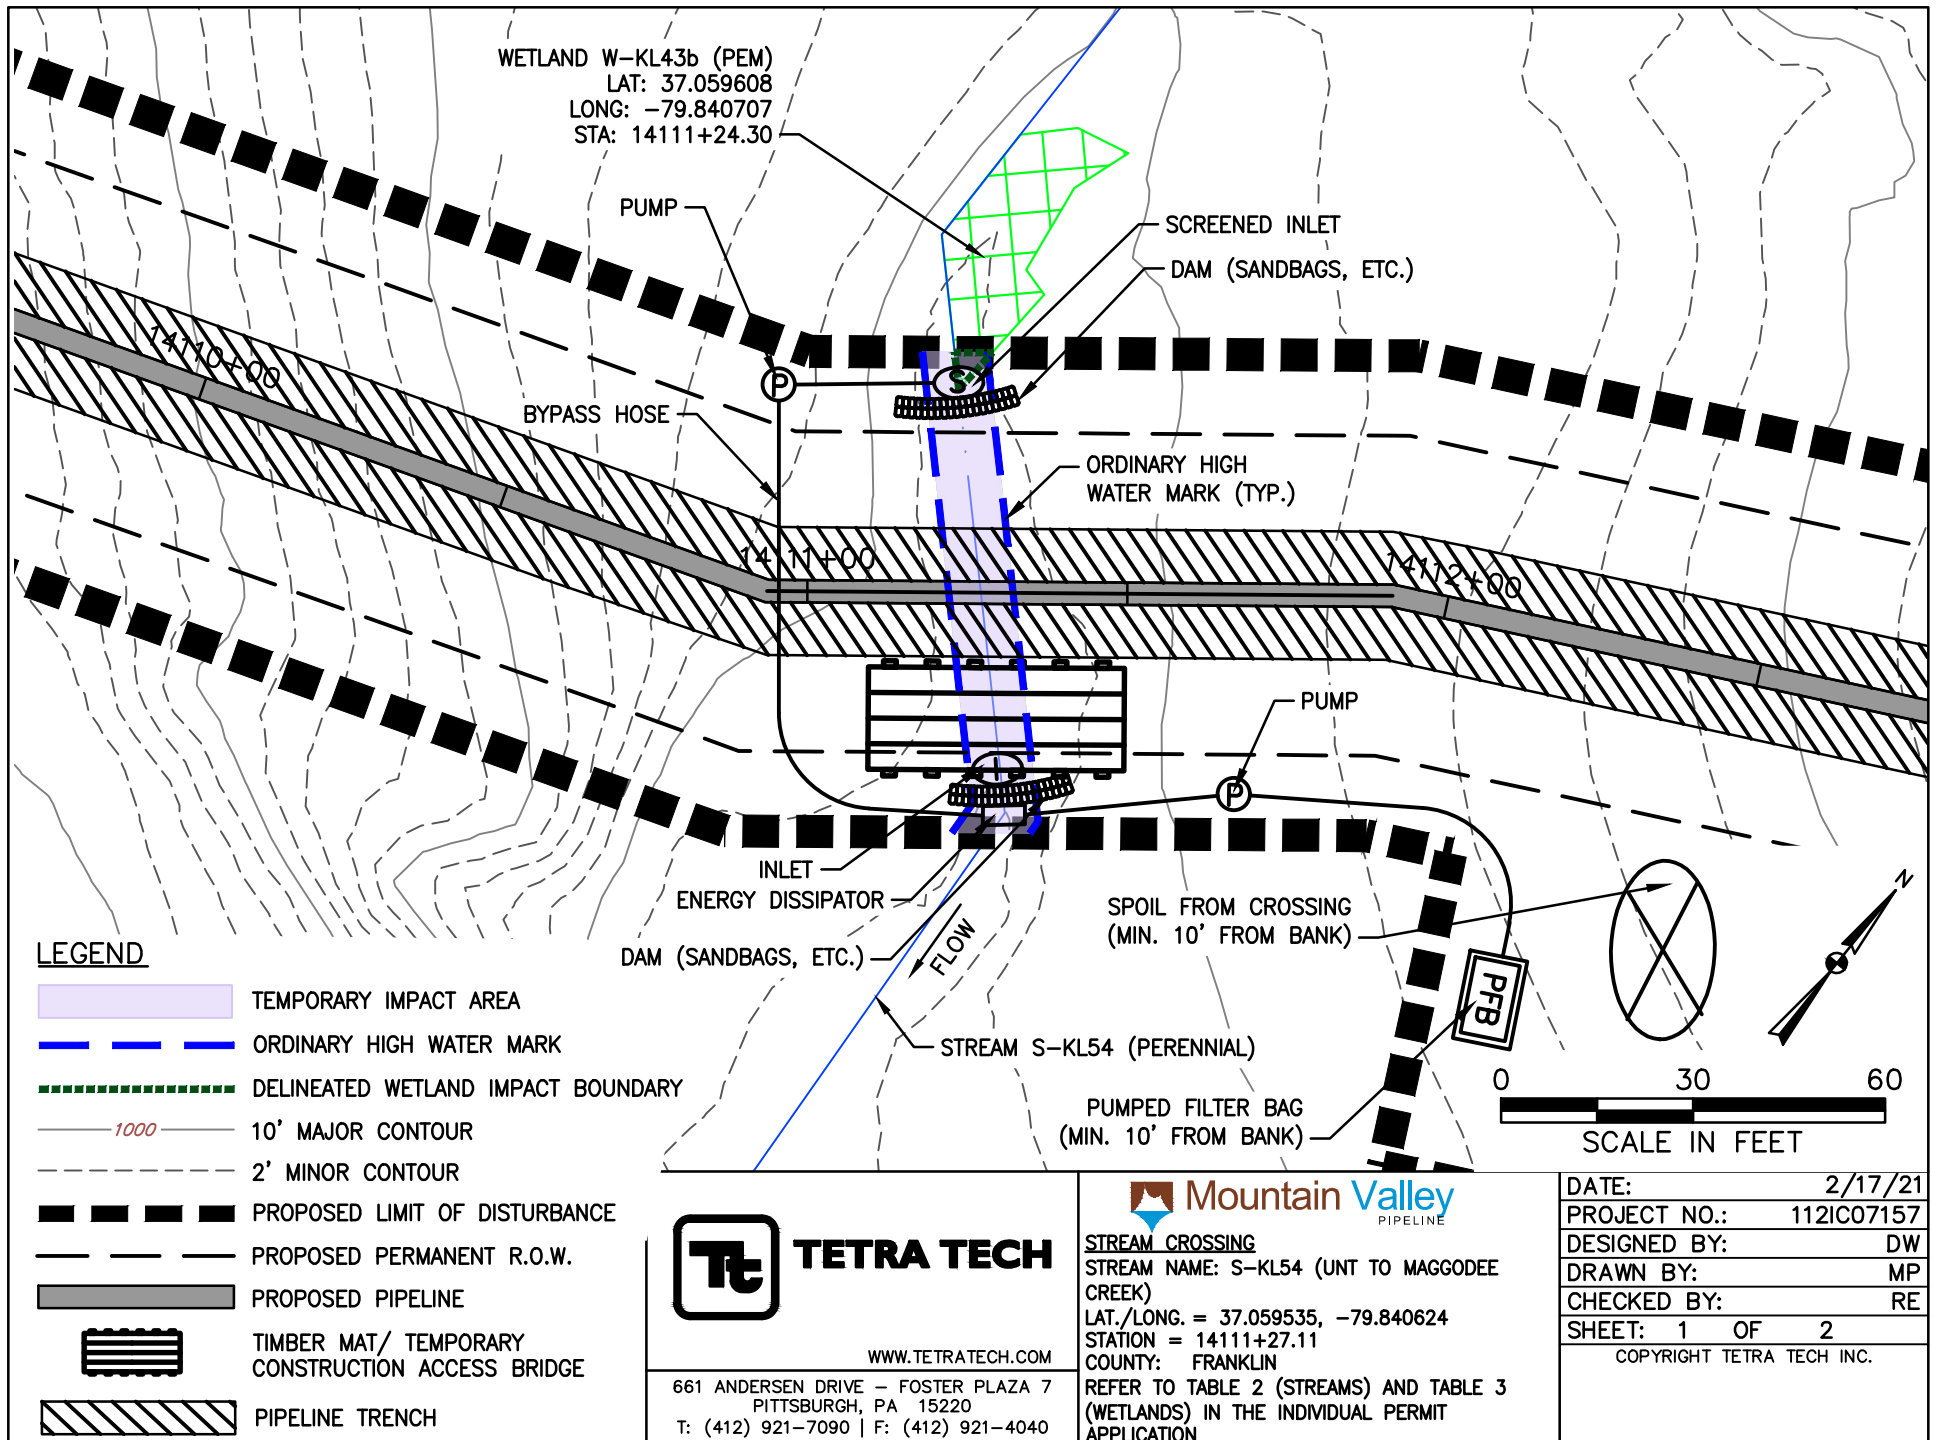 WETLAND W-KL43b (PEM)
LAT: 37.059608
LONG: -79.840707
STA: 14111+24.30
PUMP
SCREENED INLET
DAM (SANDBAGS, ETC.)
14110+00
P
S
BYPASS HOSE
ORDINARY HIGH
WATER MARK (TYP.)
14111+00
14112+00
PUMP
P
I
INLET
ENERGY DISSIPATOR
DAM (SANDBAGS, ETC.)
FLOW
SPOIL FROM CROSSING
(MIN. 10' FROM BANK)
N
PFB
STREAM S-KL54 (PERENNIAL)
PUMPED FILTER BAG
(MIN. 10' FROM BANK)
0 30 60
SCALE IN FEET
LEGEND
TEMPORARY IMPACT AREA
ORDINARY HIGH WATER MARK
DELINEATED WETLAND IMPACT BOUNDARY
1000
10' MAJOR CONTOUR
2' MINOR CONTOUR
PROPOSED LIMIT OF DISTURBANCE
PROPOSED PERMANENT R.O.W.
PROPOSED PIPELINE
TIMBER MAT/ TEMPORARY
CONSTRUCTION ACCESS BRIDGE
PIPELINE TRENCH
Tt
TETRA TECH
WWW.TETRATECH.COM
661 ANDERSEN DRIVE - FOSTER PLAZA 7
PITTSBURGH, PA 15220
T: (412) 921-7090 | F: (412) 921-4040
Mountain Valley
PIPELINE
STREAM CROSSING
STREAM NAME: S-KL54 (UNT TO MAGGODEE
CREEK)
LAT./LONG. = 37.059535, -79.840624
STATION = 14111+27.11
COUNTY: FRANKLIN
REFER TO TABLE 2 (STREAMS) AND TABLE 3
(WETLANDS) IN THE INDIVIDUAL PERMIT
APPLICATION
DATE: 2/17/21
PROJECT NO.: 112IC07157
DESIGNED BY: DW
DRAWN BY: MP
CHECKED BY: RE
SHEET: 1 OF 2
COPYRIGHT TETRA TECH INC.